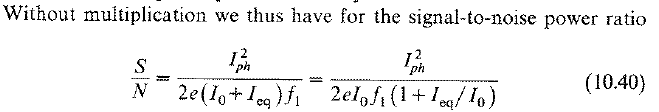 Without multiplication we thus have for the signal-to-noise power ratio
S/N = I_ph^2 / 2e(I_0 + I_eq)f_1 = I_ph^2 / 2eI_0 f_1(1 + I_eq/I_0) (10.40)